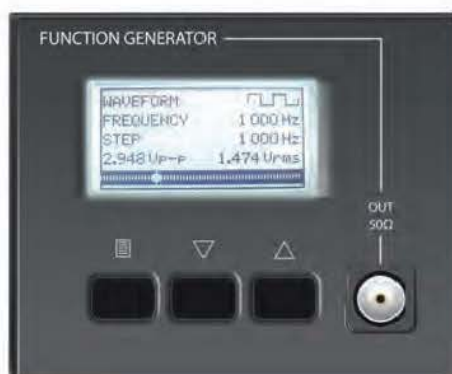 FUNCTION GENERATOR
WAVEFORM
FREQUENCY 1 000 Hz
STEP 1 000 Hz
2.948 Vp-p 1.474 Vrms
OUT
50Ω